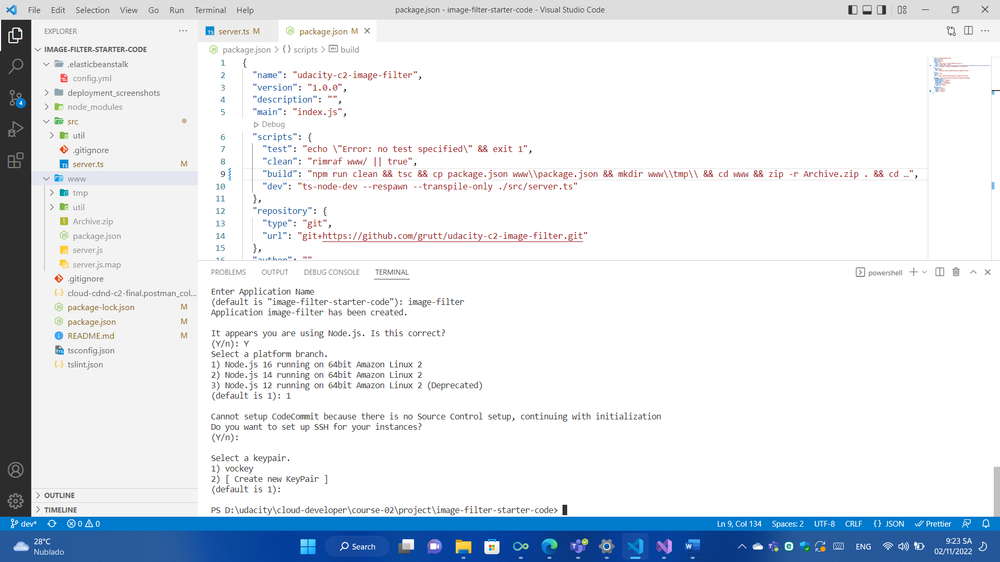 File Edit Selection View Go Run Terminal Help
package.json - image-filter-starter-code - Visual Studio Code
EXPLORER
IMAGE-FILTER-STARTER-CODE
.elasticbeanstalk
config.yml
deployment_screenshots
node_modules
src
util
.gitignore
server.ts M
www
tmp
util
Archive.zip
package.json
server.js
server.js.map
.gitignore
cloud-cdnd-c2-final.postman_col...
package-lock.json M
package.json M
README.md M
tsconfig.json
tslint.json
OUTLINE
TIMELINE
4
server.ts M
package.json M
package.json > {} scripts > build
1 {
2 "name": "udacity-c2-image-filter",
3 "version": "1.0.0",
4 "description": "",
5 "main": "index.js",
Debug
6 "scripts": {
7 "test": "echo \"Error: no test specified\" && exit 1",
8 "clean": "rimraf www/ || true",
9 "build": "npm run clean && tsc && cp package.json www\\package.json && mkdir www\\tmp\\ && cd www && zip -r Archive.zip . && cd …",
10 "dev": "ts-node-dev --respawn --transpile-only ./src/server.ts"
11 },
12 "repository": {
13 "type": "git",
14 "url": "git+https://github.com/grutt/udacity-c2-image-filter.git"
15 },
16 "author": ""
PROBLEMS OUTPUT DEBUG CONSOLE TERMINAL
powershell
Enter Application Name
(default is "image-filter-starter-code"): image-filter
Application image-filter has been created.
It appears you are using Node.js. Is this correct?
(Y/n): Y
Select a platform branch.
1) Node.js 16 running on 64bit Amazon Linux 2
2) Node.js 14 running on 64bit Amazon Linux 2
3) Node.js 12 running on 64bit Amazon Linux 2 (Deprecated)
(default is 1): 1
Cannot setup CodeCommit because there is no Source Control setup, continuing with initialization
Do you want to set up SSH for your instances?
(Y/n):
Select a keypair.
1) vockey
2) [ Create new KeyPair ]
(default is 1):
PS D:\udacity\cloud-developer\course-02\project\image-filter-starter-code>
dev* 0 0
Ln 9, Col 134 Spaces: 2 UTF-8 CRLF {} JSON Prettier
28°C
Nublado
Search
ENG
9:23 SA
02/11/2022